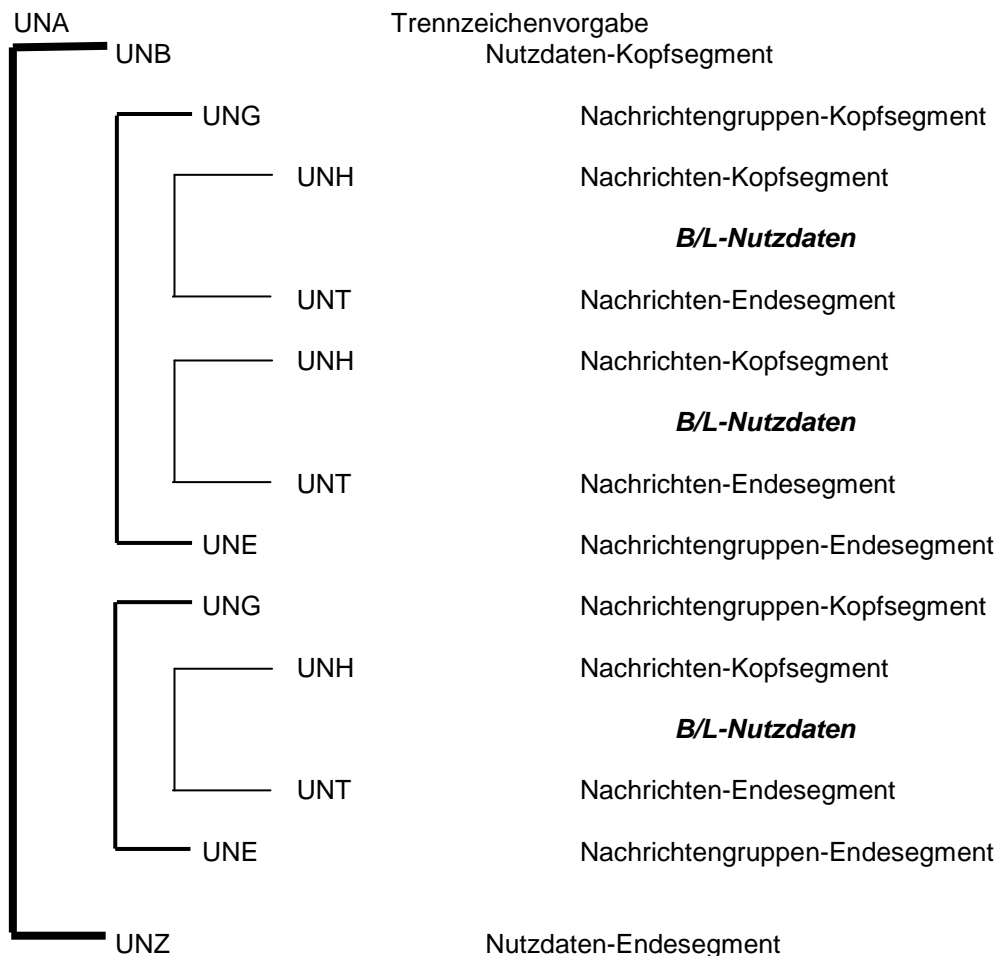 UNA Trennzeichenvorgabe
UNB Nutzdaten-Kopfsegment
UNG Nachrichtengruppen-Kopfsegment
UNH Nachrichten-Kopfsegment
B/L-Nutzdaten
UNT Nachrichten-Endesegment
UNH Nachrichten-Kopfsegment
B/L-Nutzdaten
UNT Nachrichten-Endesegment
UNE Nachrichtengruppen-Endesegment
UNG Nachrichtengruppen-Kopfsegment
UNH Nachrichten-Kopfsegment
B/L-Nutzdaten
UNT Nachrichten-Endesegment
UNE Nachrichtengruppen-Endesegment
UNZ Nutzdaten-Endesegment